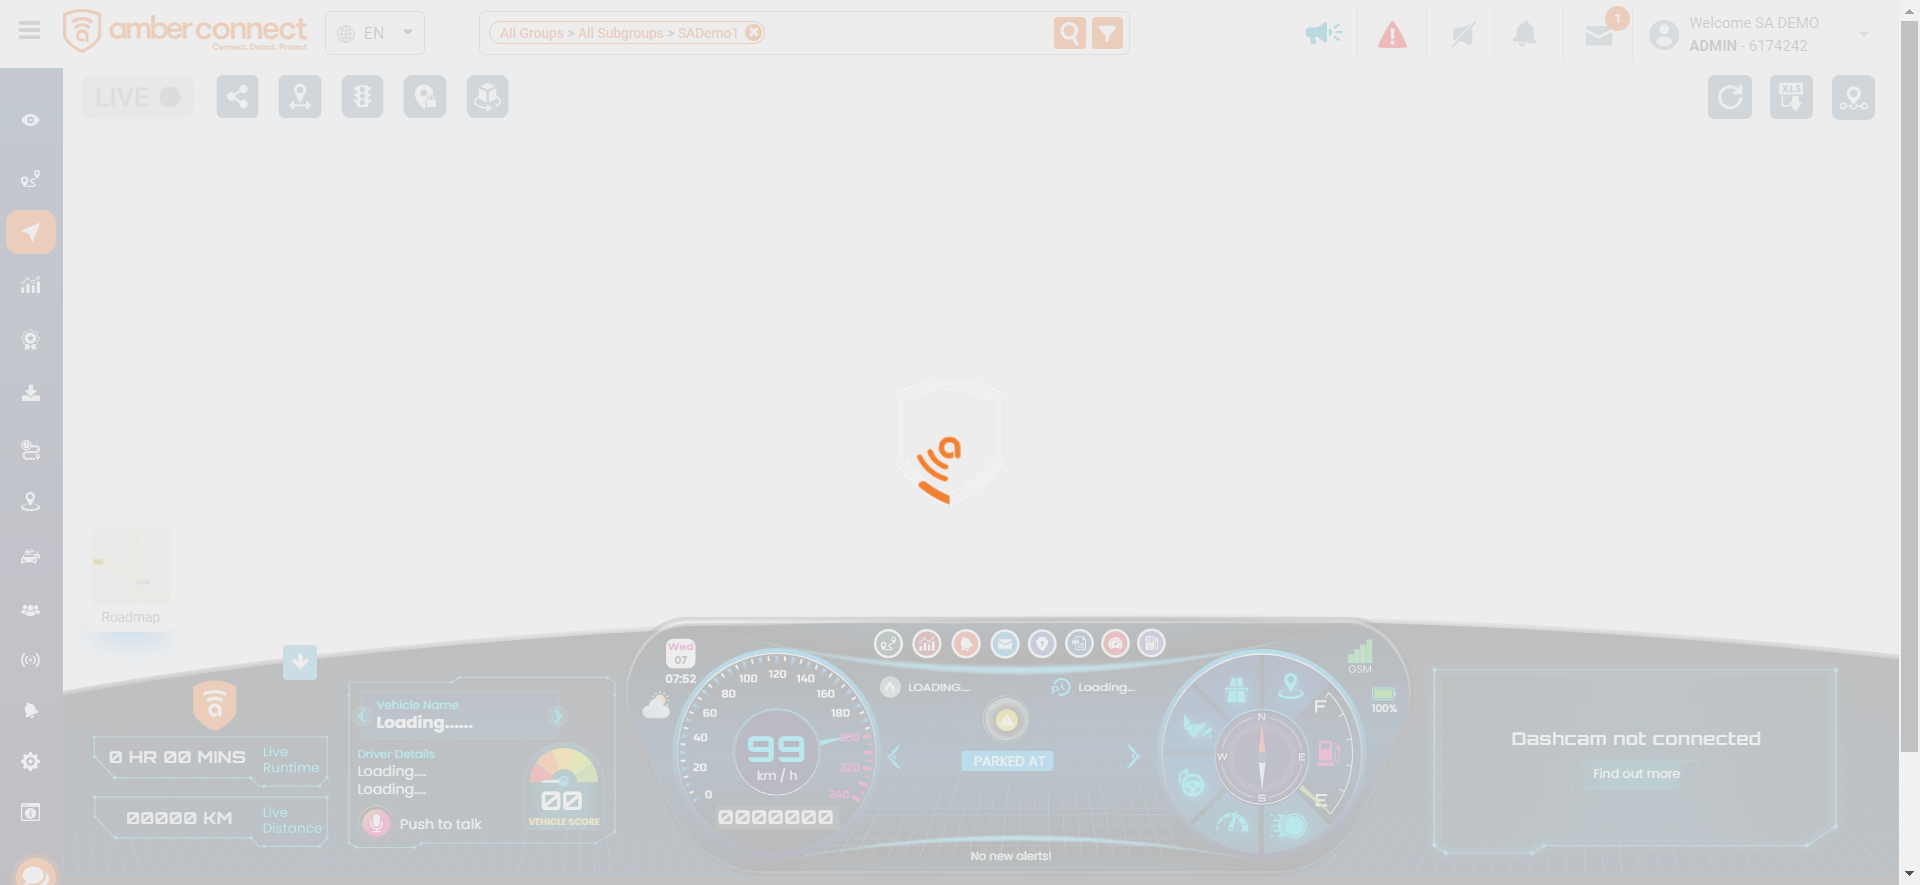 amber connect
Connect. Detect. Protect
EN
All Groups > All Subgroups > SADemo1
1
Welcome SA DEMO
ADMIN - 6174242
LIVE
XLS
Roadmap
Wed
07
07:52
0
20
40
60
80
100
120
140
160
180
200
220
240
99
km / h
0000000
LOADING....
Loading...
PARKED AT
No new alerts!
GSM
100%
N
E
S
W
F
E
Vehicle Name
Loading......
Driver Details
Loading....
Loading....
Push to talk
00
VEHICLE SCORE
0 HR 00 MINS
Live
Runtime
00000 KM
Live
Distance
Dashcam not connected
Find out more